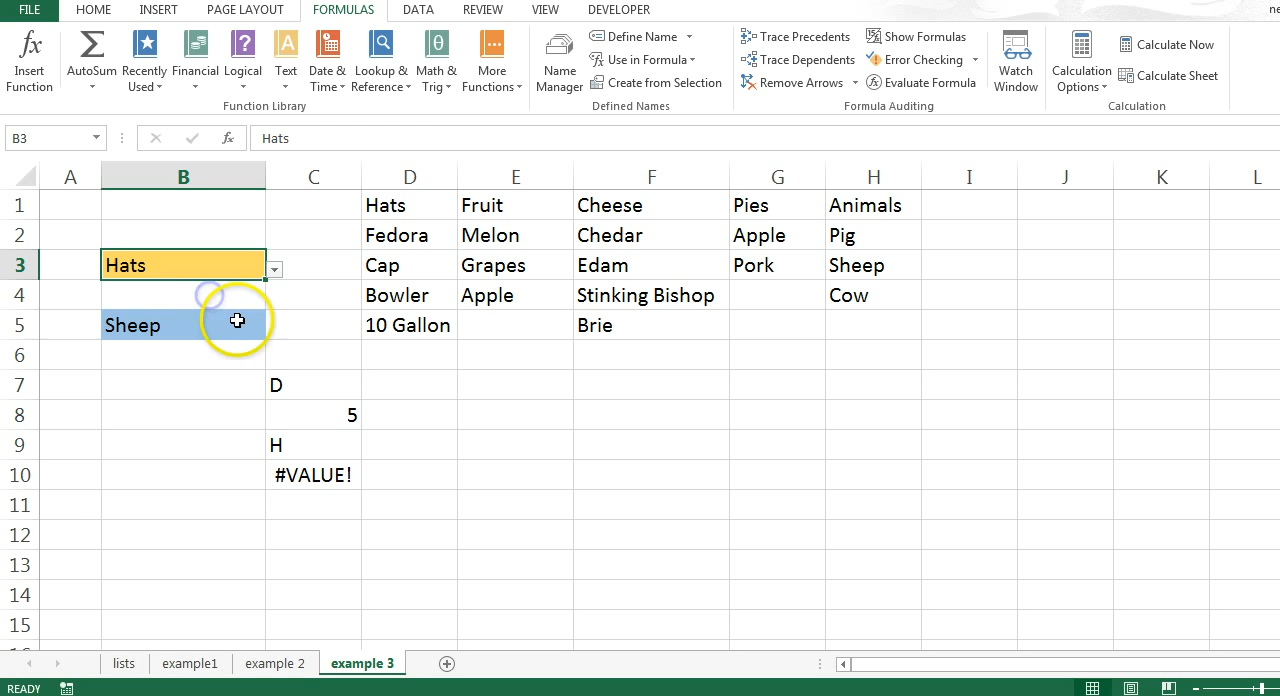 FILE HOME INSERT PAGE LAYOUT FORMULAS DATA REVIEW VIEW DEVELOPER ne
fx Σ ? A θ
Insert Function
AutoSum
Recently Used
Financial
Logical
Text
Date & Time
Lookup & Reference
Math & Trig
More Functions
Function Library
Name Manager
Define Name
Use in Formula
Create from Selection
Defined Names
Trace Precedents
Trace Dependents
Remove Arrows
Show Formulas
Error Checking
Evaluate Formula
Formula Auditing
Watch Window
Calculation Options
Calculate Now
Calculate Sheet
Calculation
B3 fx Hats
A B C D E F G H I J K L
1 Hats Fruit Cheese Pies Animals
2 Fedora Melon Chedar Apple Pig
3 Hats Cap Grapes Edam Pork Sheep
4 Bowler Apple Stinking Bishop Cow
5 Sheep 10 Gallon Brie
6
7 D
8 5
9 H
10 #VALUE!
11
12
13
14
15
lists example1 example 2 example 3
READY